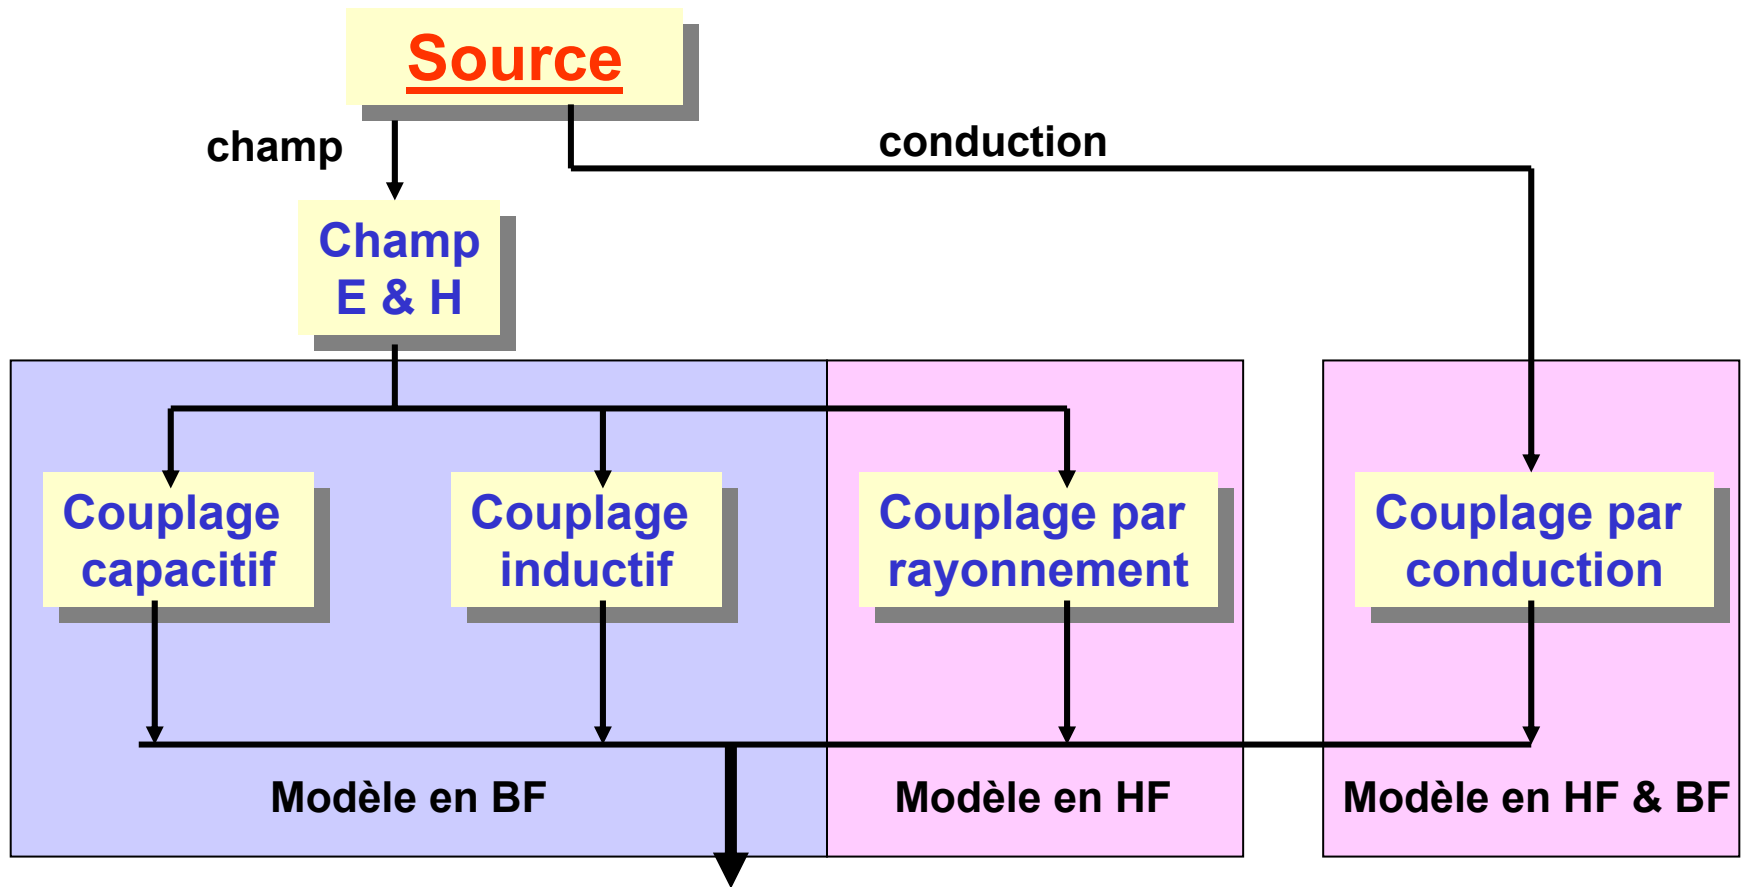 Source
champ
conduction
Champ
E & H
Couplage
capacitif
Couplage
inductif
Couplage par
rayonnement
Couplage par
conduction
Modèle en BF
Modèle en HF
Modèle en HF & BF